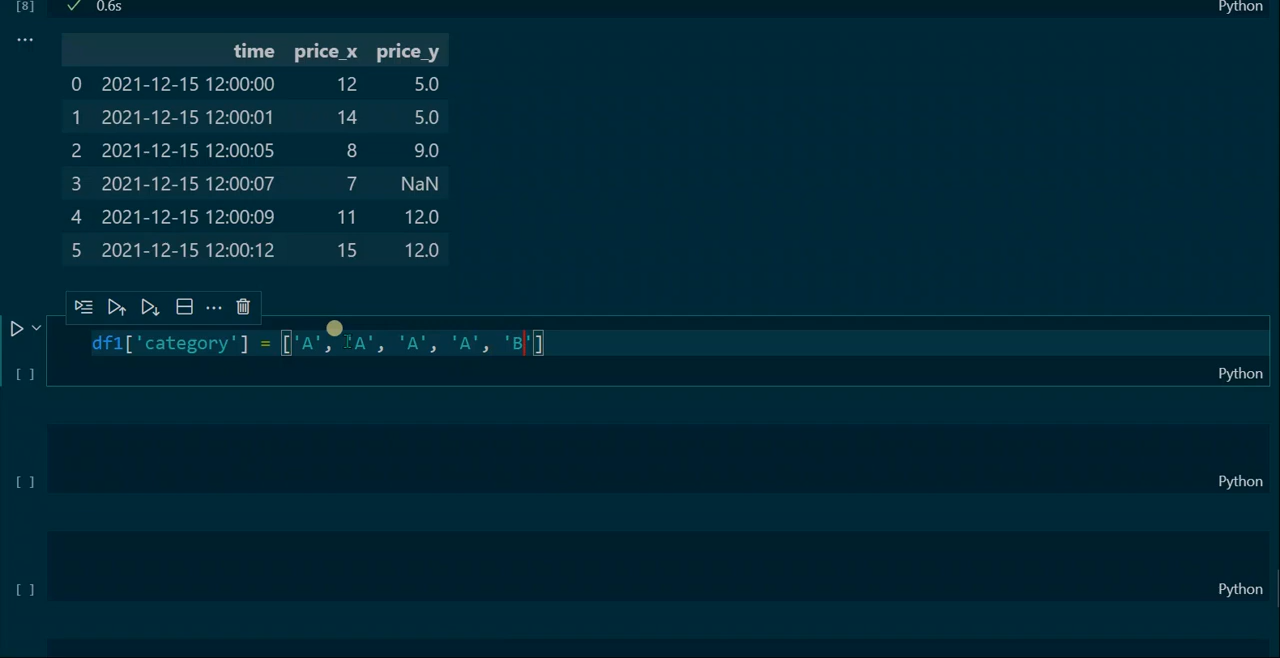 [8] ✓ 0.6s Python
...
time price_x price_y
0 2021-12-15 12:00:00 12 5.0
1 2021-12-15 12:00:01 14 5.0
2 2021-12-15 12:00:05 8 9.0
3 2021-12-15 12:00:07 7 NaN
4 2021-12-15 12:00:09 11 12.0
5 2021-12-15 12:00:12 15 12.0
df1['category'] = ['A', 'A', 'A', 'A', 'B']
[ ] Python
[ ] Python
[ ] Python